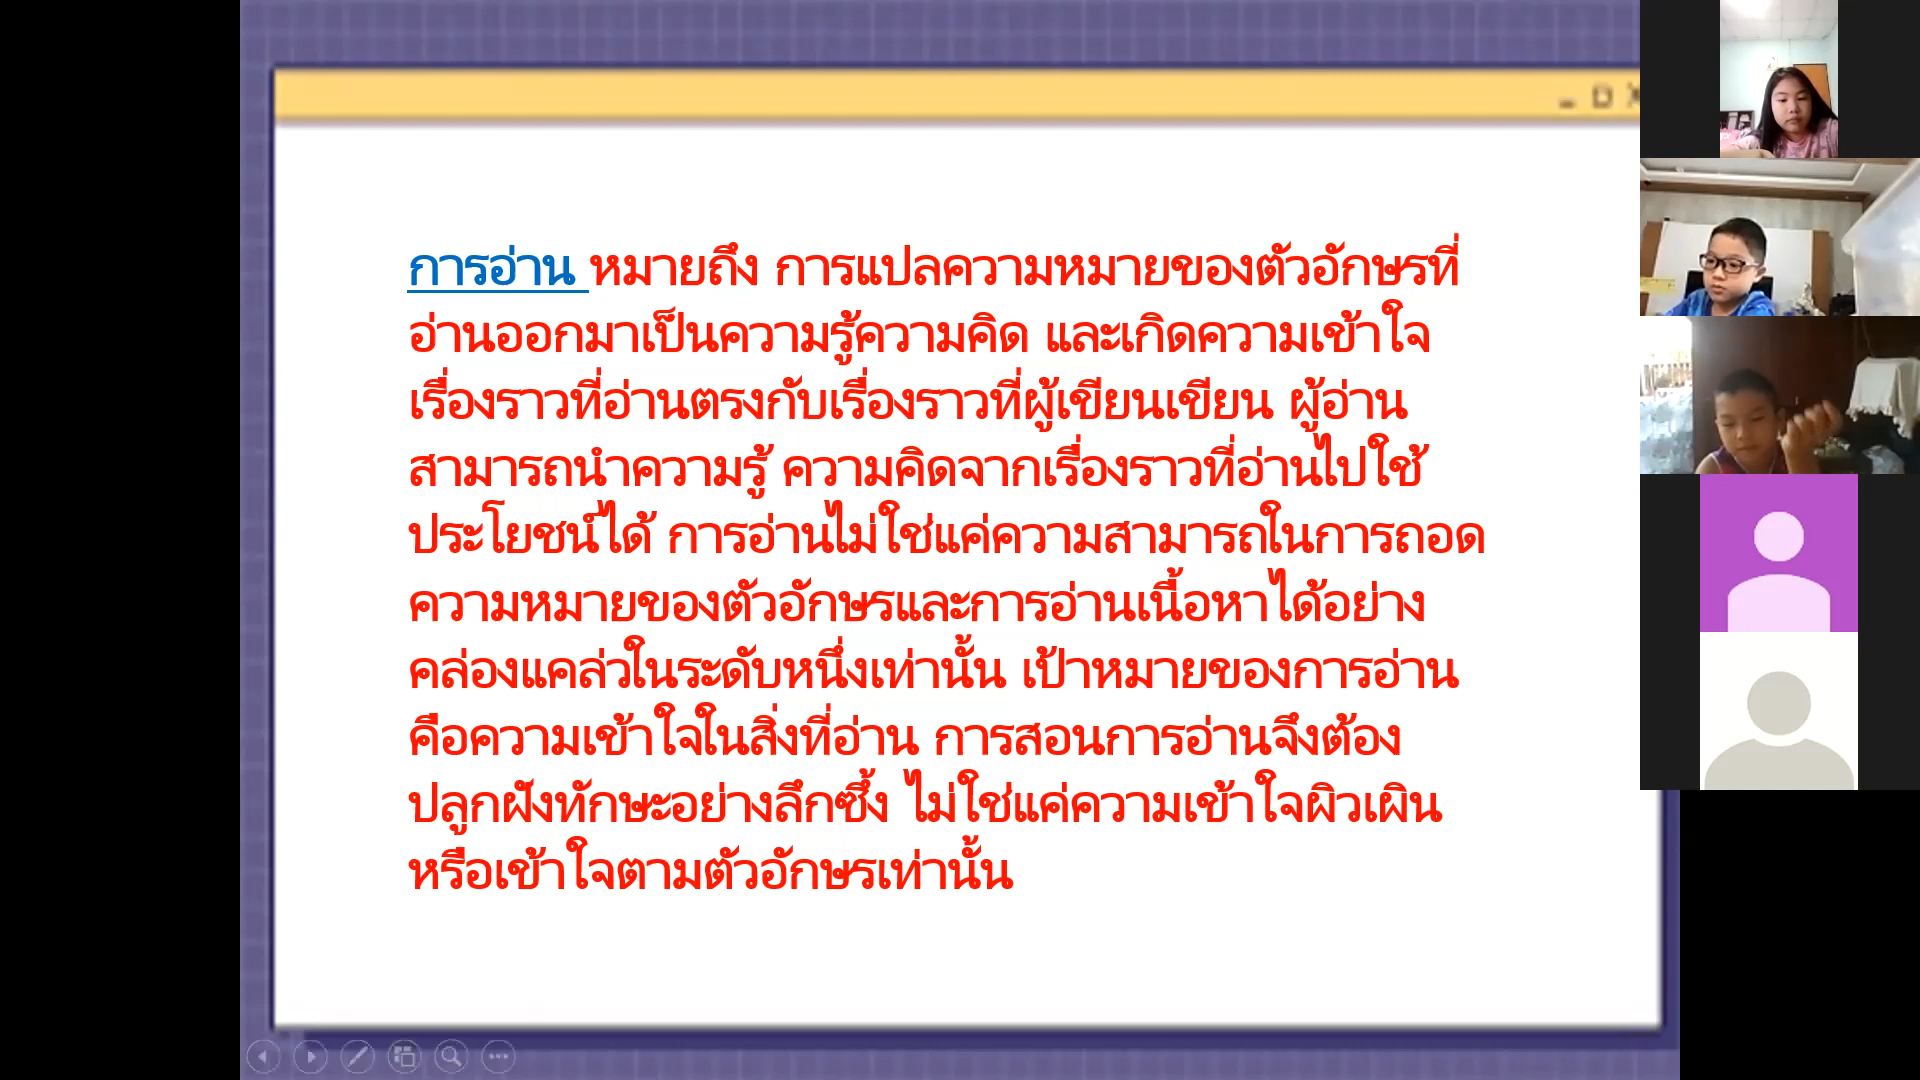 การอ่าน หมายถึง การแปลความหมายของตัวอักษรที่
อ่านออกมาเป็นความรู้ความคิด และเกิดความเข้าใจ
เรื่องราวที่อ่านตรงกับเรื่องราวที่ผู้เขียนเขียน ผู้อ่าน
สามารถนำความรู้ ความคิดจากเรื่องราวที่อ่านไปใช้
ประโยชน์ได้ การอ่านไม่ใช่แค่ความสามารถในการถอด
ความหมายของตัวอักษรและการอ่านเนื้อหาได้อย่าง
คล่องแคล่วในระดับหนึ่งเท่านั้น เป้าหมายของการอ่าน
คือความเข้าใจในสิ่งที่อ่าน การสอนการอ่านจึงต้อง
ปลูกฝังทักษะอย่างลึกซึ้ง ไม่ใช่แค่ความเข้าใจผิวเผิน
หรือเข้าใจตามตัวอักษรเท่านั้น